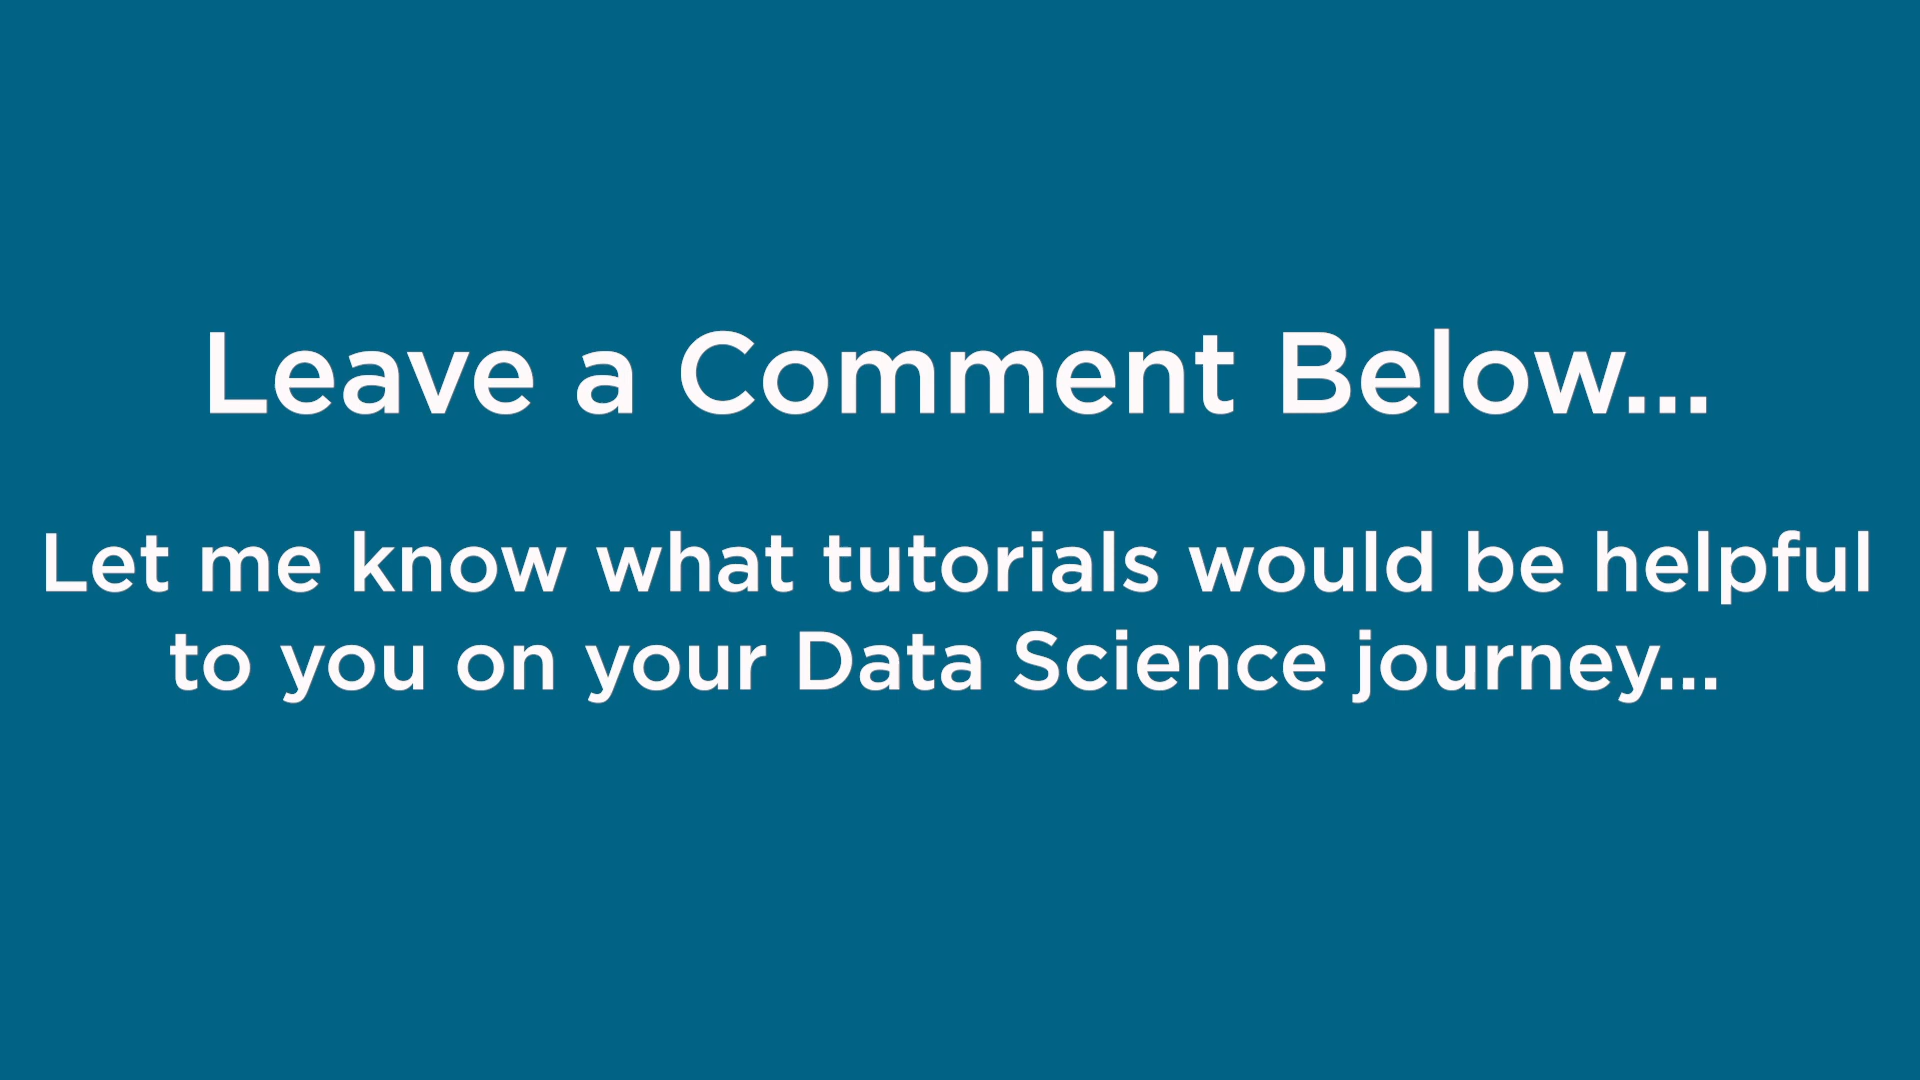 Leave a Comment Below...
Let me know what tutorials would be helpful
to you on your Data Science journey...